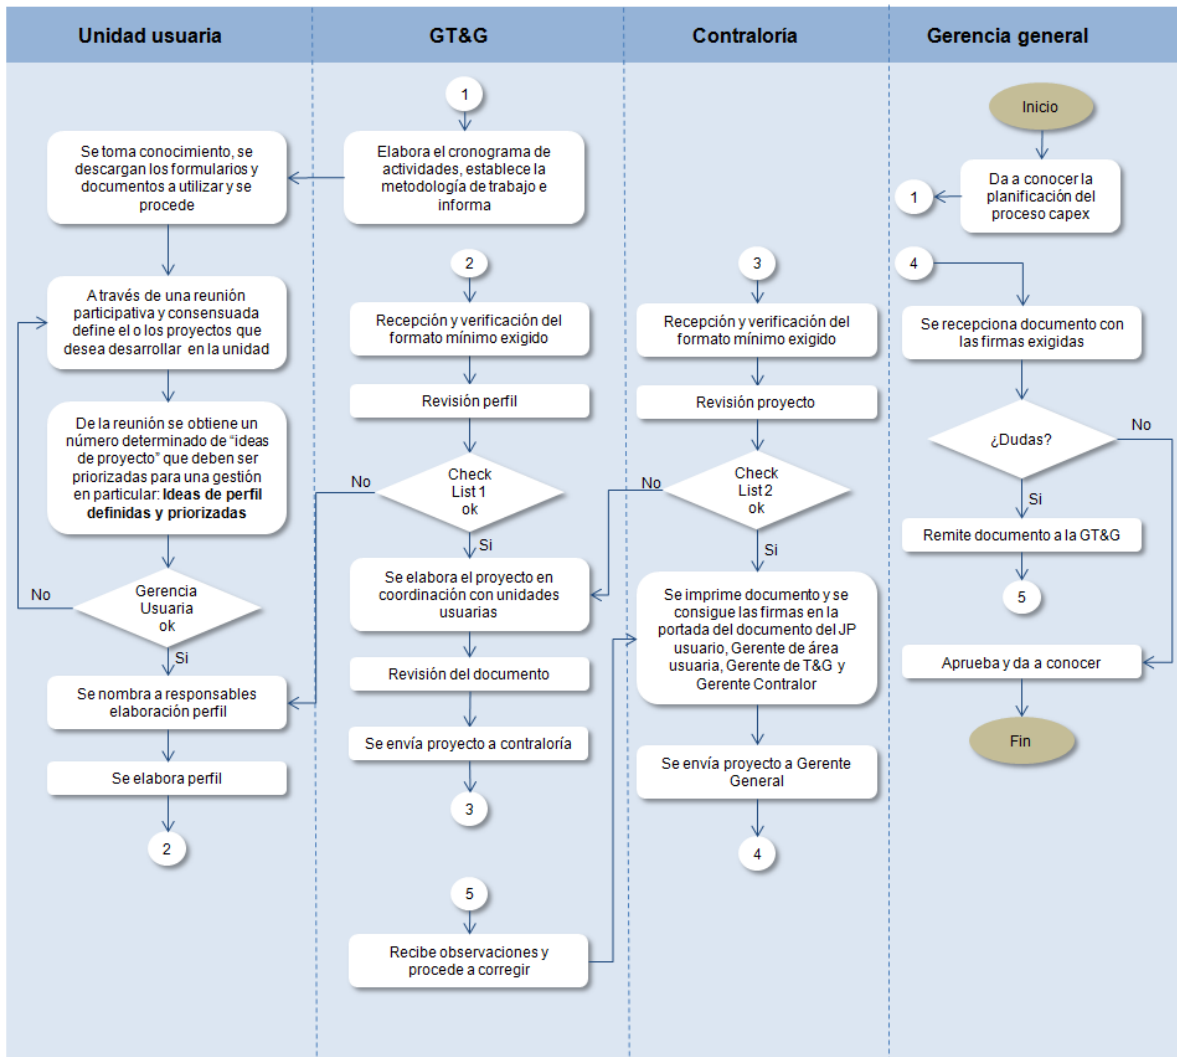 Unidad usuaria
GT&G
Contraloría
Gerencia general
Se toma conocimiento, se
descargan los formularios y
documentos a utilizar y se
procede
A través de una reunión
participativa y consensuada
define el o los proyectos que
desea desarrollar en la unidad
De la reunión se obtiene un
número determinado de “ideas
de proyecto” que deben ser
priorizadas para una gestión
en particular: Ideas de perfil
definidas y priorizadas
Gerencia
Usuaria
ok
No
Si
Se nombra a responsables
elaboración perfil
Se elabora perfil
2
1
Elabora el cronograma de
actividades, establece la
metodología de trabajo e
informa
2
Recepción y verificación del
formato mínimo exigido
Revisión perfil
Check
List 1
ok
No
Si
Se elabora el proyecto en
coordinación con unidades
usuarias
Revisión del documento
Se envía proyecto a contraloría
3
5
Recibe observaciones y
procede a corregir
3
Recepción y verificación del
formato mínimo exigido
Revisión proyecto
Check
List 2
ok
No
Si
Se imprime documento y se
consigue las firmas en la
portada del documento del JP
usuario, Gerente de área
usuaria, Gerente de T&G y
Gerente Contralor
Se envía proyecto a Gerente
General
4
Inicio
Da a conocer la
planificación del
proceso capex
1
4
Se recepciona documento con
las firmas exigidas
¿Dudas?
No
Si
Remite documento a la GT&G
5
Aprueba y da a conocer
Fin